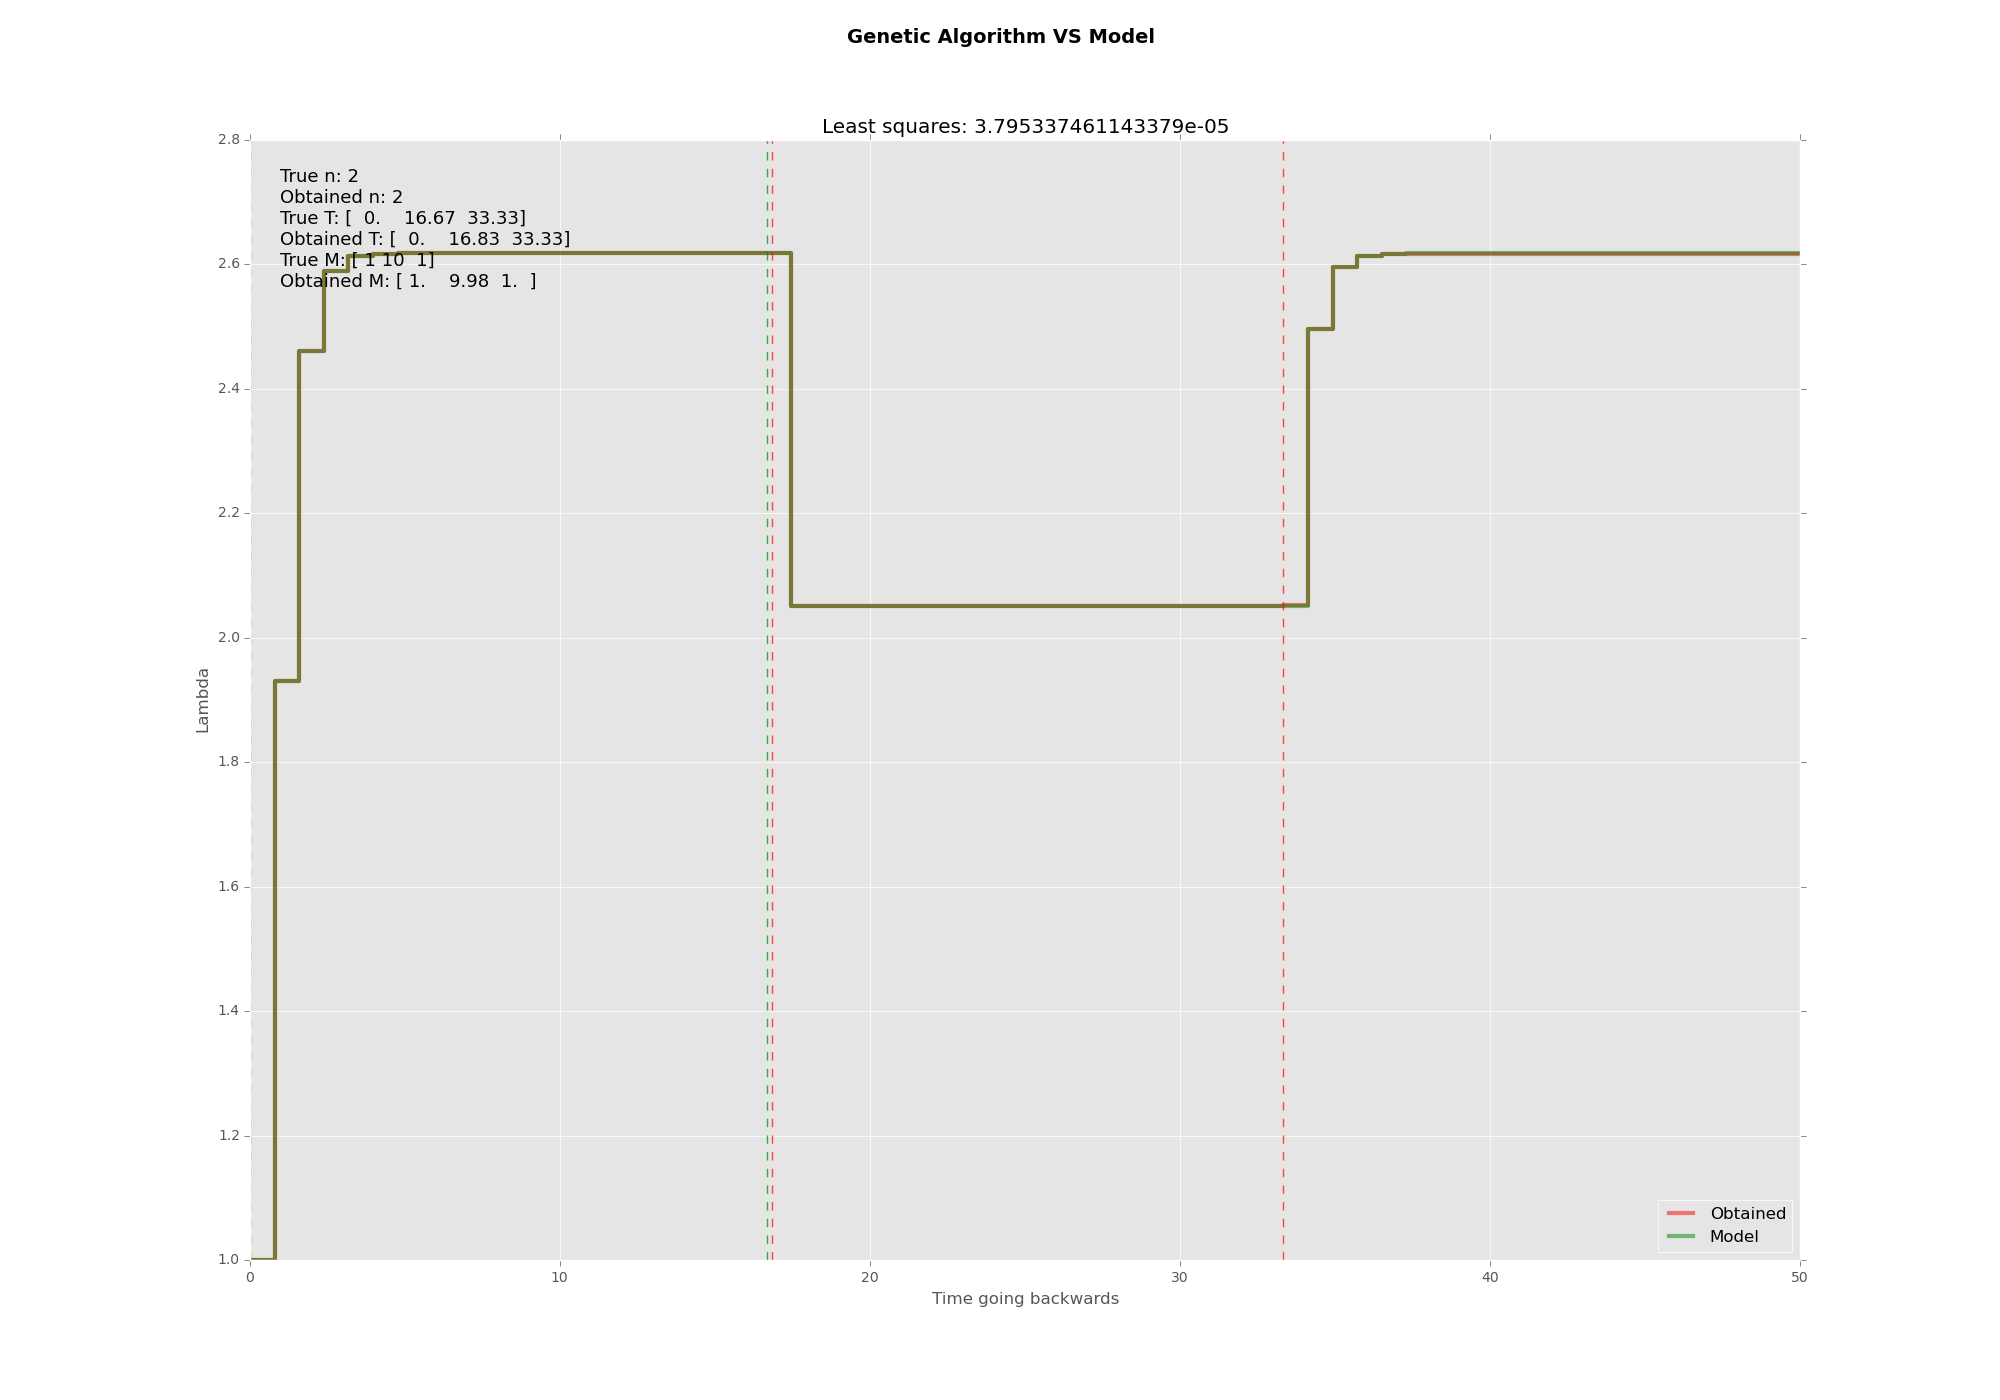 Genetic Algorithm VS Model
Least squares: 3.795337461143379e-05
True n: 2
Obtained n: 2
True T: [  0.    16.67  33.33]
Obtained T: [  0.    16.83  33.33]
True M: [ 1 10  1]
Obtained M: [ 1.    9.98  1.  ]
2.8
2.6
2.4
2.2
2.0
1.8
1.6
1.4
1.2
1.0
Lambda
0 10 20 30 40 50
Time going backwards
Obtained
Model